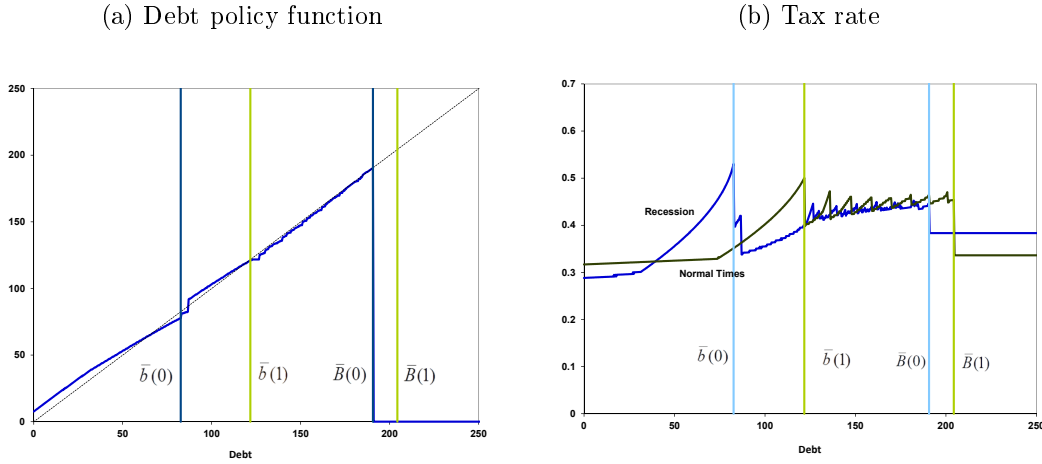 (a) Debt policy function
(b) Tax rate
250
200
150
100
50
0
b̄(0)
b̄(1)
B̄(0)
B̄(1)
0
50
100
150
200
250
Debt
0.7
0.6
0.5
0.4
0.3
0.2
0.1
0
Recession
Normal Times
b̄(0)
b̄(1)
B̄(0)
B̄(1)
0
50
100
150
200
250
Debt